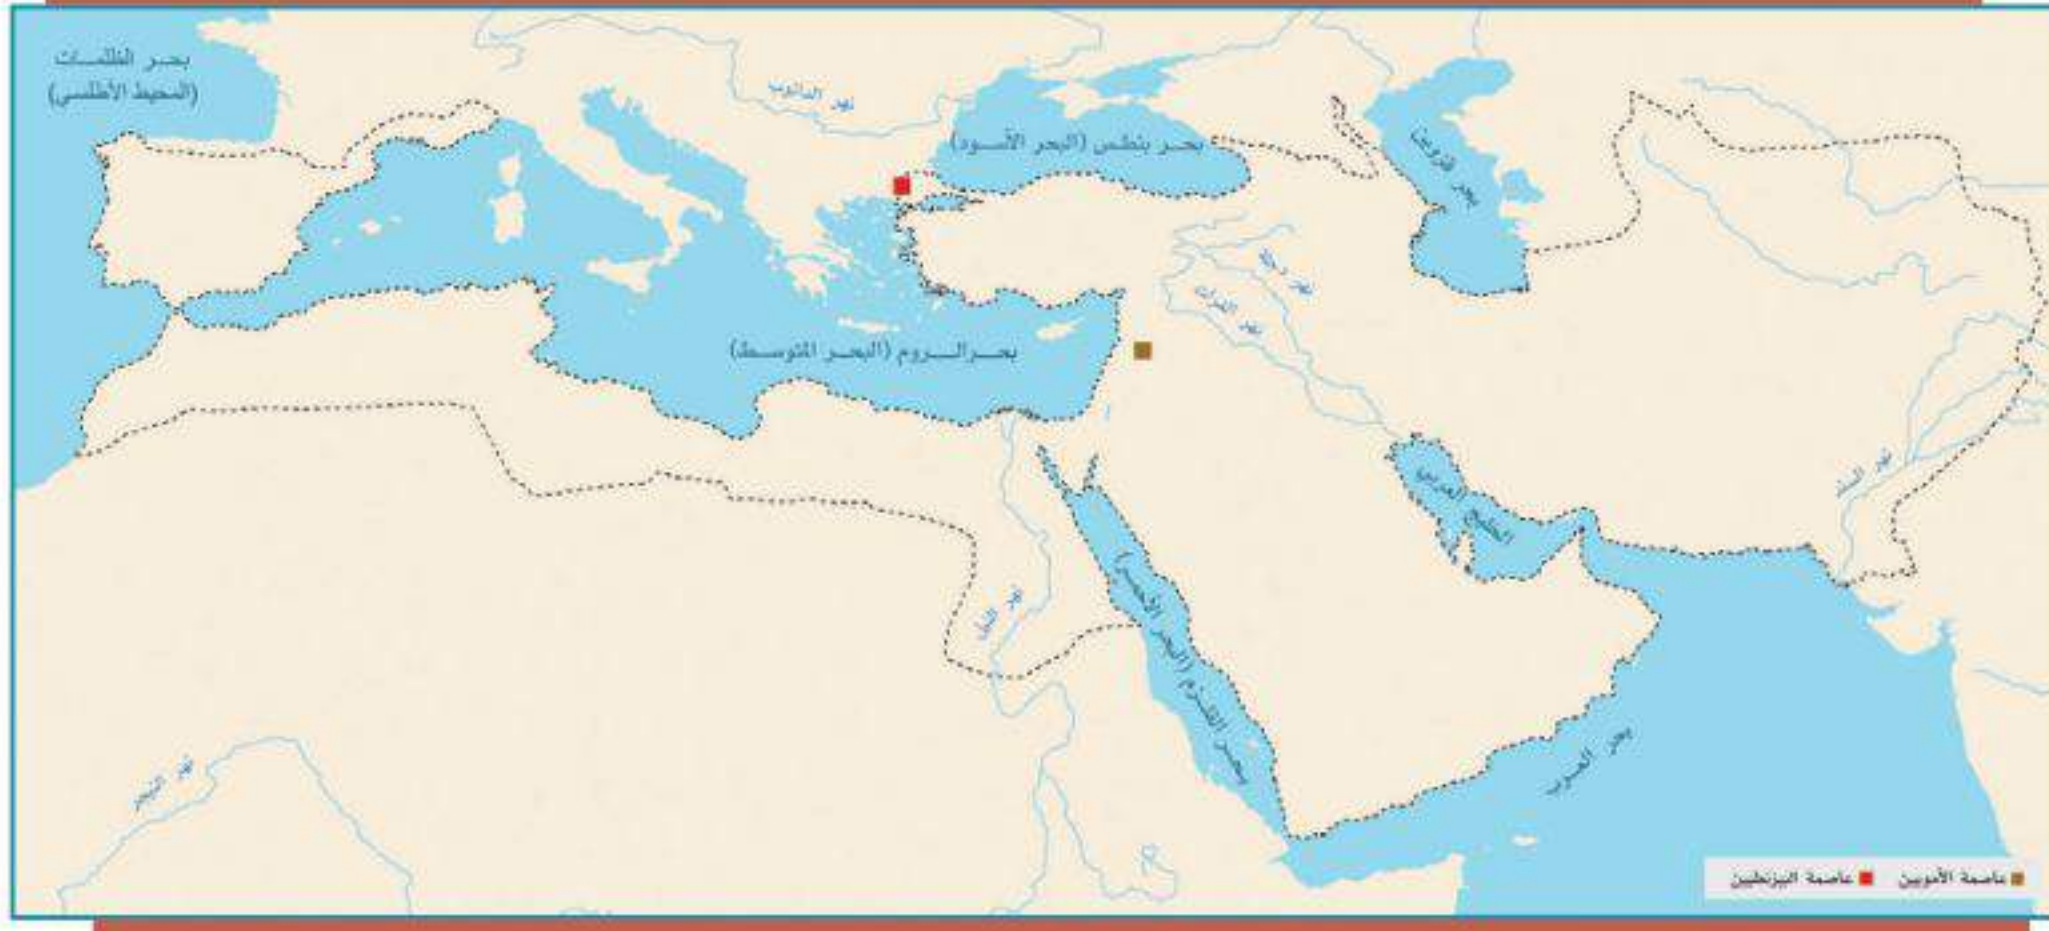 بحر الظلمات
(المحيط الأطلسي)
نهر الدانوب
بحر بنطس (البحر الأسود)
بحر قزوين
نهر دجلة
نهر الفرات
بحر الروم (البحر المتوسط)
الخليج العربي
نهر السند
نهر النيل
بحر القلزم (البحر الأحمر)
بحر العرب
نهر النيجر
عاصمة الأمويين
عاصمة البيزنطيين